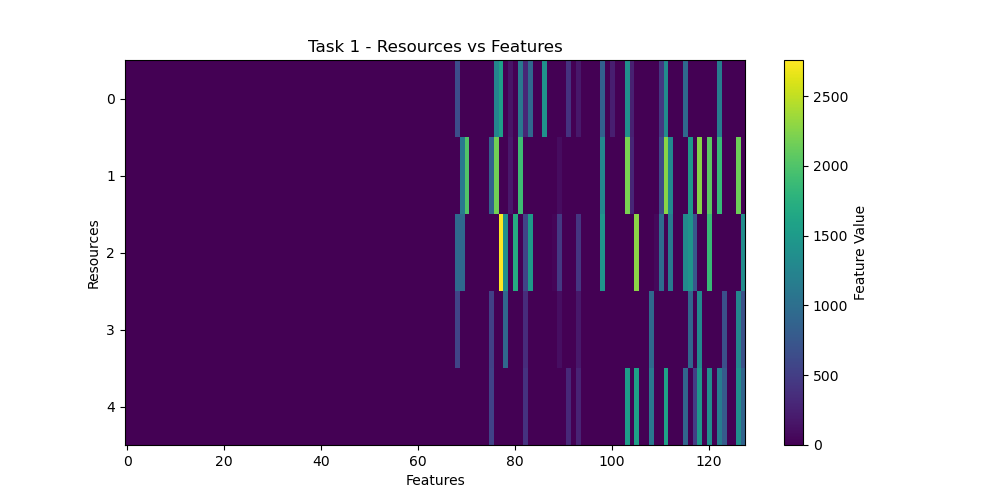 Task 1 - Resources vs Features
Resources
0
1
2
3
4
0 20 40 60 80 100 120
Features
2500
2000
1500
1000
500
0
Feature Value